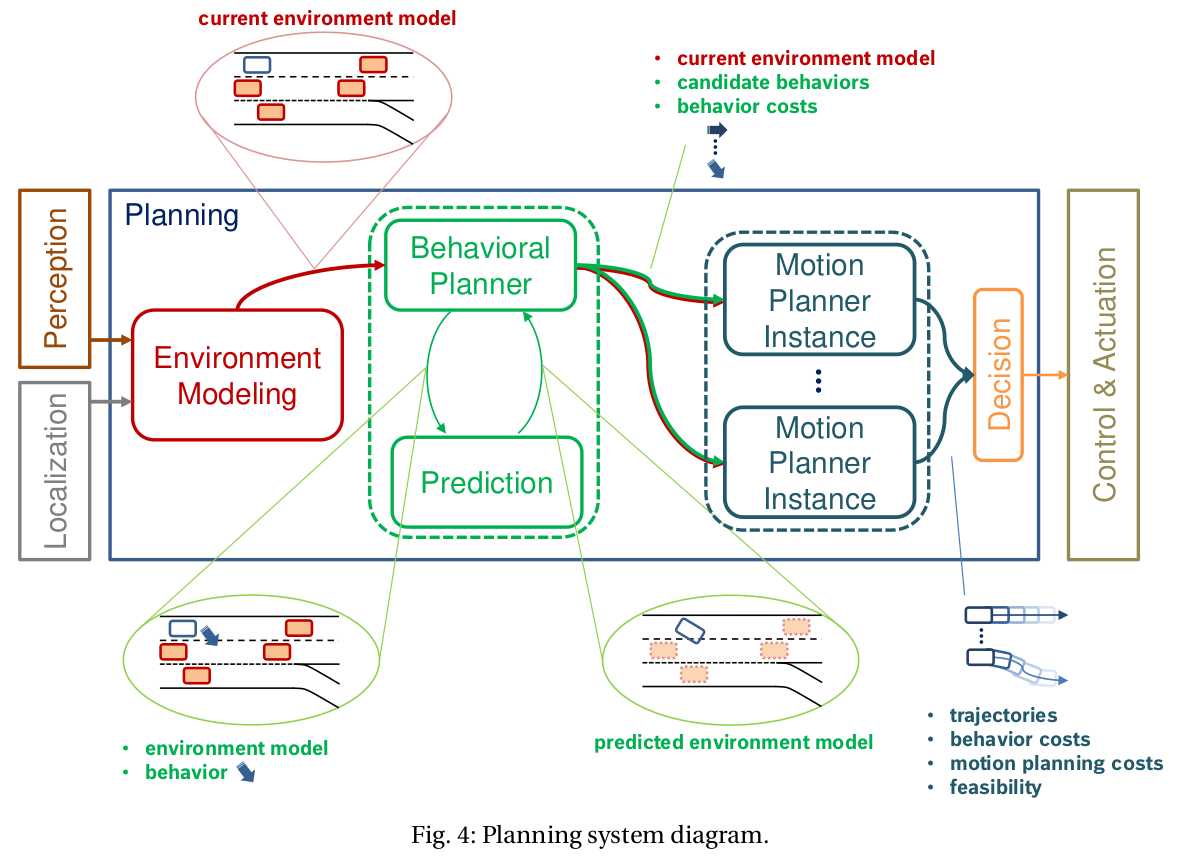 current environment model
• current environment model
• candidate behaviors
• behavior costs
Planning
Perception
Localization
Environment
Modeling
Behavioral
Planner
Prediction
Motion
Planner
Instance
Motion
Planner
Instance
Decision
Control & Actuation
• environment model
• behavior
predicted environment model
• trajectories
• behavior costs
• motion planning costs
• feasibility
Fig. 4: Planning system diagram.